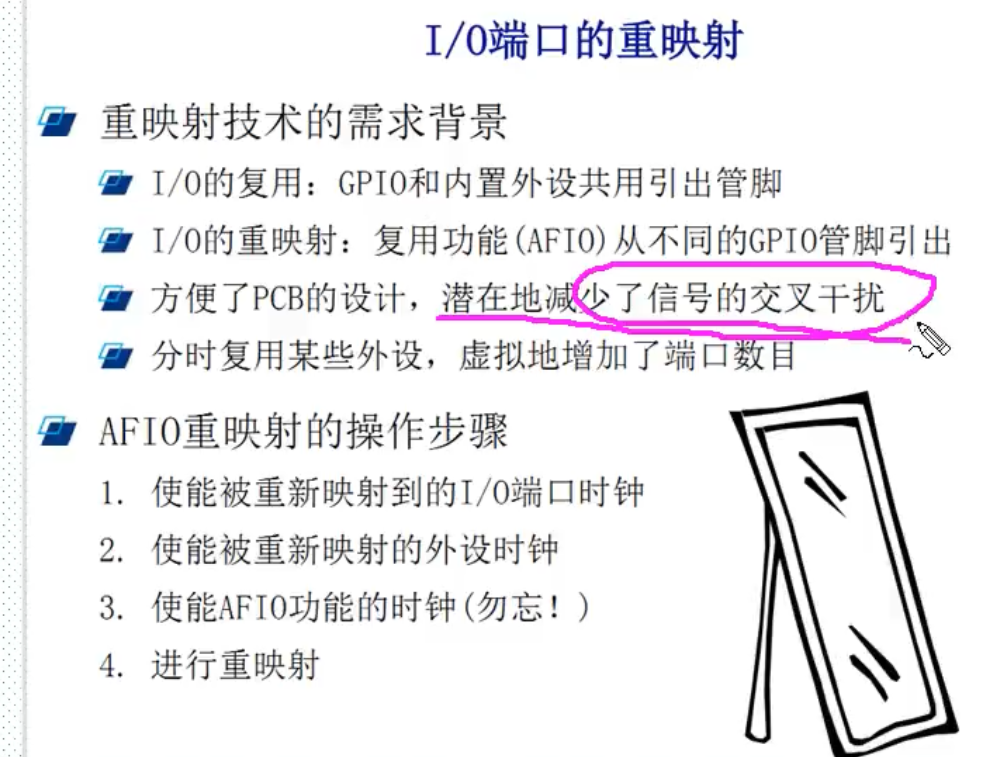 I/O端口的重映射
重映射技术的需求背景
I/O的复用：GPIO和内置外设共用引出管脚
I/O的重映射：复用功能(AFIO)从不同的GPIO管脚引出
方便了PCB的设计，潜在地减少了信号的交叉干扰
分时复用某些外设，虚拟地增加了端口数目
AFIO重映射的操作步骤
1. 使能被重新映射到的I/O端口时钟
2. 使能被重新映射的外设时钟
3. 使能AFIO功能的时钟(勿忘！)
4. 进行重映射